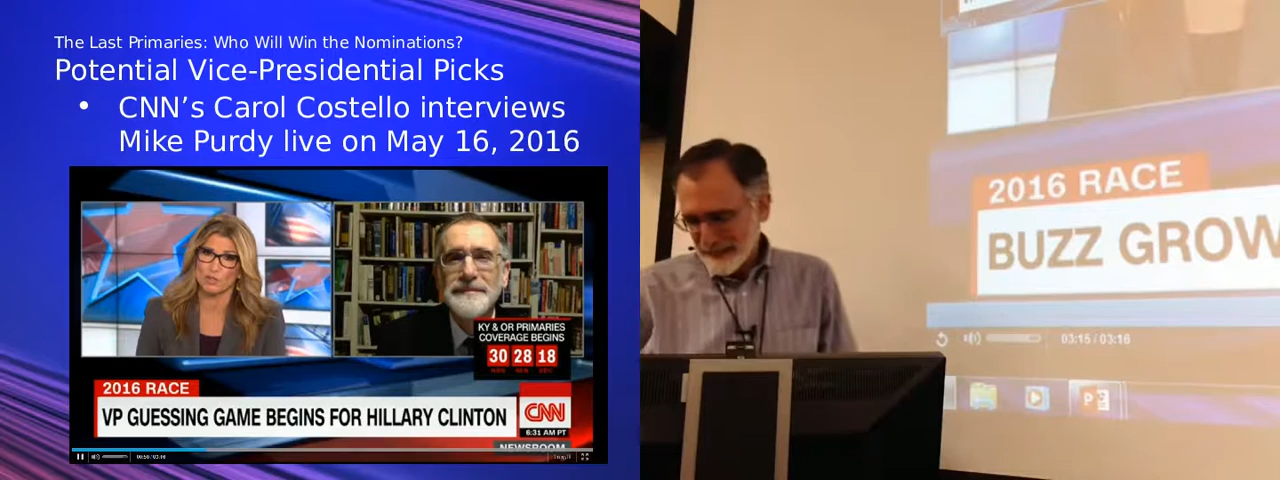 The Last Primaries: Who Will Win the Nominations?
Potential Vice-Presidential Picks
• CNN’s Carol Costello interviews
Mike Purdy live on May 16, 2016
KY & OR PRIMARIES
COVERAGE BEGINS
30 28 18
2016 RACE
VP GUESSING GAME BEGINS FOR HILLARY CLINTON
CNN
6:31 AM PT
NEWSROOM
2016 RACE
BUZZ GROW
03:15 / 03:16